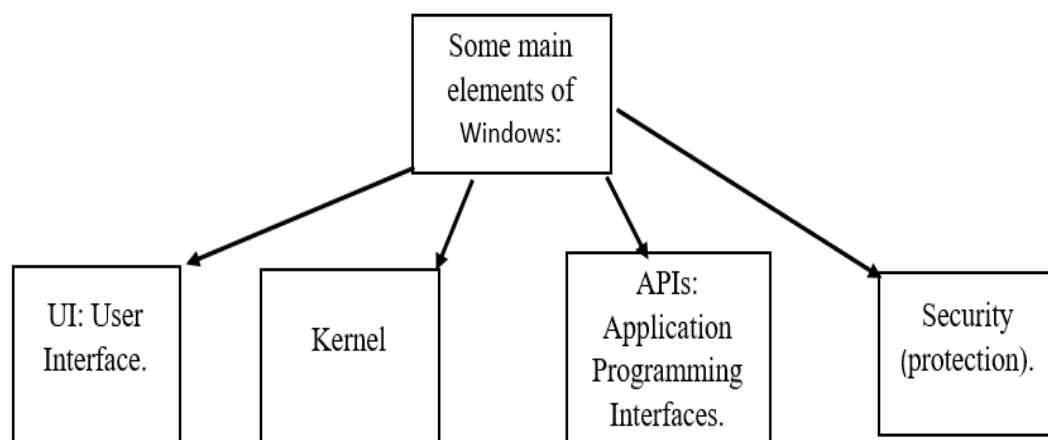 Some main
elements of
Windows:
UI: User
Interface.
Kernel
APIs:
Application
Programming
Interfaces.
Security
(protection).